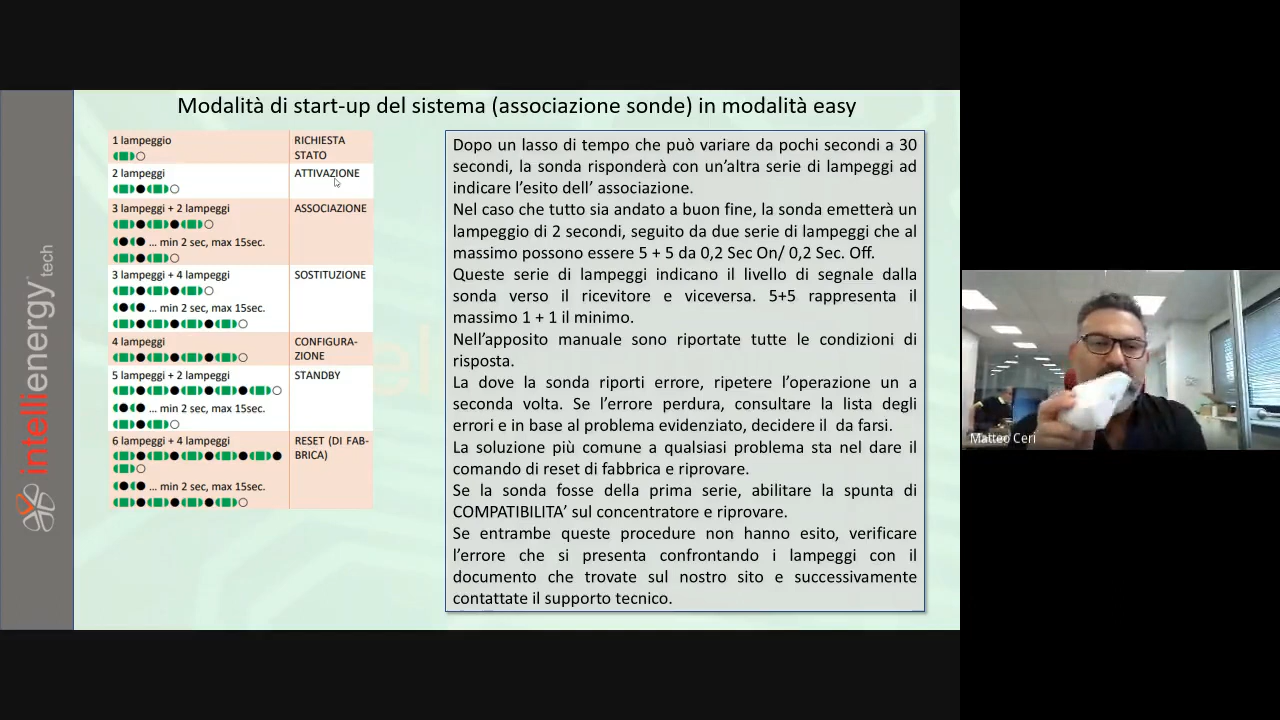 Modalità di start-up del sistema (associazione sonde) in modalità easy
1 lampeggio
RICHIESTA
STATO
2 lampeggi
ATTIVAZIONE
3 lampeggi + 2 lampeggi
ASSOCIAZIONE
... min 2 sec, max 15sec.
3 lampeggi + 4 lampeggi
SOSTITUZIONE
... min 2 sec, max 15sec.
4 lampeggi
CONFIGURA-
ZIONE
5 lampeggi + 2 lampeggi
STANDBY
... min 2 sec, max 15sec.
6 lampeggi + 4 lampeggi
RESET (DI FAB-
BRICA)
... min 2 sec, max 15sec.
Dopo un lasso di tempo che può variare da pochi secondi a 30
secondi, la sonda risponderà con un'altra serie di lampeggi ad
indicare l'esito dell' associazione.
Nel caso che tutto sia andato a buon fine, la sonda emetterà un
lampeggio di 2 secondi, seguito da due serie di lampeggi che al
massimo possono essere 5 + 5 da 0,2 Sec On/ 0,2 Sec. Off.
Queste serie di lampeggi indicano il livello di segnale dalla
sonda verso il ricevitore e viceversa. 5+5 rappresenta il
massimo 1 + 1 il minimo.
Nell'apposito manuale sono riportate tutte le condizioni di
risposta.
La dove la sonda riporti errore, ripetere l'operazione un a
seconda volta. Se l'errore perdura, consultare la lista degli
errori e in base al problema evidenziato, decidere il da farsi.
La soluzione più comune a qualsiasi problema sta nel dare il
comando di reset di fabbrica e riprovare.
Se la sonda fosse della prima serie, abilitare la spunta di
COMPATIBILITA' sul concentratore e riprovare.
Se entrambe queste procedure non hanno esito, verificare
l'errore che si presenta confrontando i lampeggi con il
documento che trovate sul nostro sito e successivamente
contattate il supporto tecnico.
intellienergy tech
Matteo Ceri